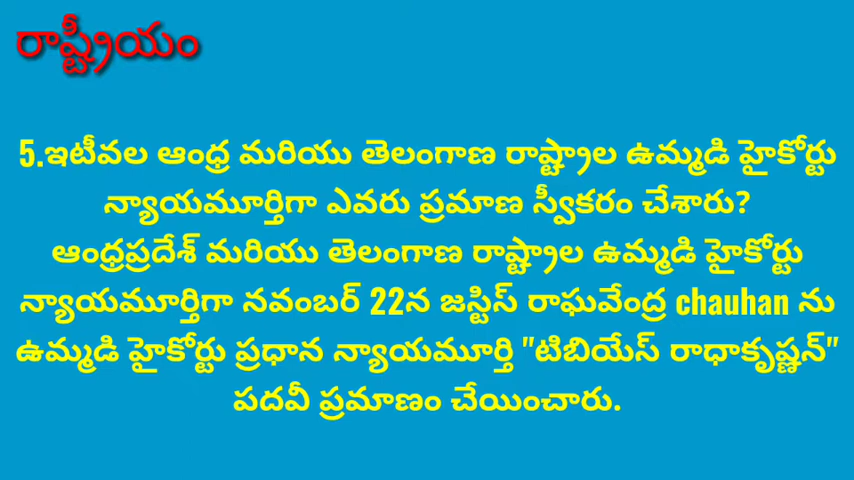 రాష్ట్రీయం
5.ఇటీవల ఆంధ్ర మరియు తెలంగాణ రాష్ట్రాల ఉమ్మడి హైకోర్టు
న్యాయమూర్తిగా ఎవరు ప్రమాణ స్వీకరం చేశారు?
ఆంధ్రప్రదేశ్ మరియు తెలంగాణ రాష్ట్రాల ఉమ్మడి హైకోర్టు
న్యాయమూర్తిగా నవంబర్ 22న జస్టిస్ రాఘవేంద్ర chauhan ను
ఉమ్మడి హైకోర్టు ప్రధాన న్యాయమూర్తి "టిబియేస్ రాధాకృష్ణన్"
పదవీ ప్రమాణం చేయించారు.